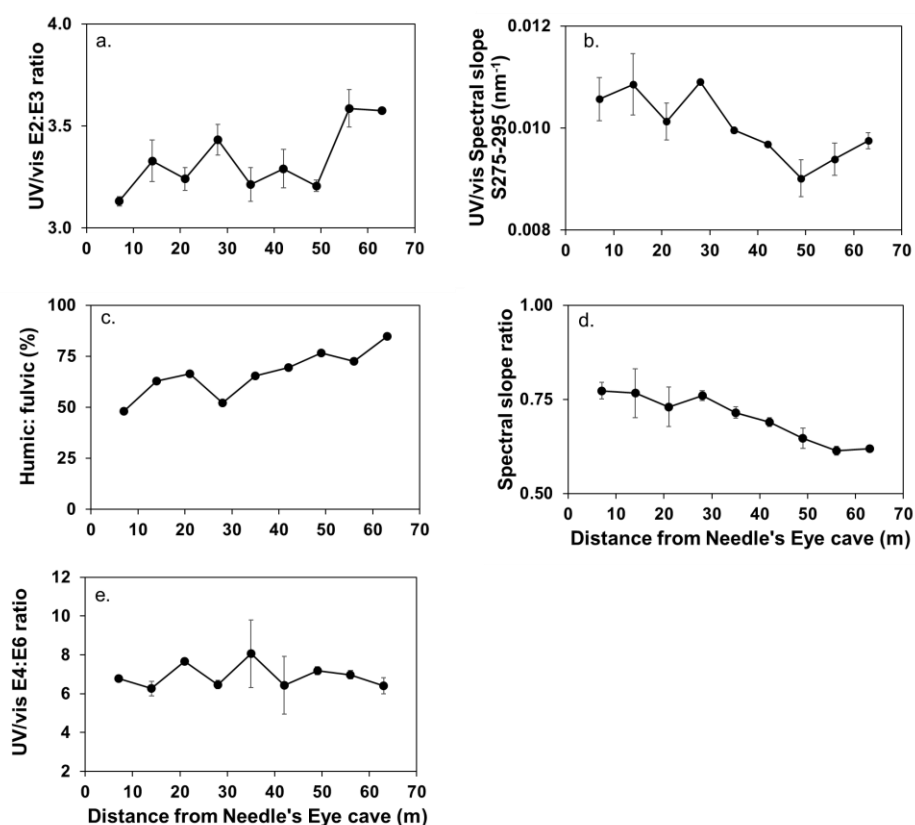 a.
UV/vis E2:E3 ratio
4.0
3.5
3.0
0 10 20 30 40 50 60 70
b.
UV/vis Spectral slope
S275-295 (nm⁻¹)
0.012
0.010
0.008
0 10 20 30 40 50 60 70
c.
Humic: fulvic (%)
100
75
50
25
0
0 10 20 30 40 50 60 70
d.
Spectral slope ratio
1.00
0.75
0.50
0 10 20 30 40 50 60 70
Distance from Needle's Eye cave (m)
e.
UV/vis E4:E6 ratio
12
10
8
6
4
2
0 10 20 30 40 50 60 70
Distance from Needle's Eye cave (m)